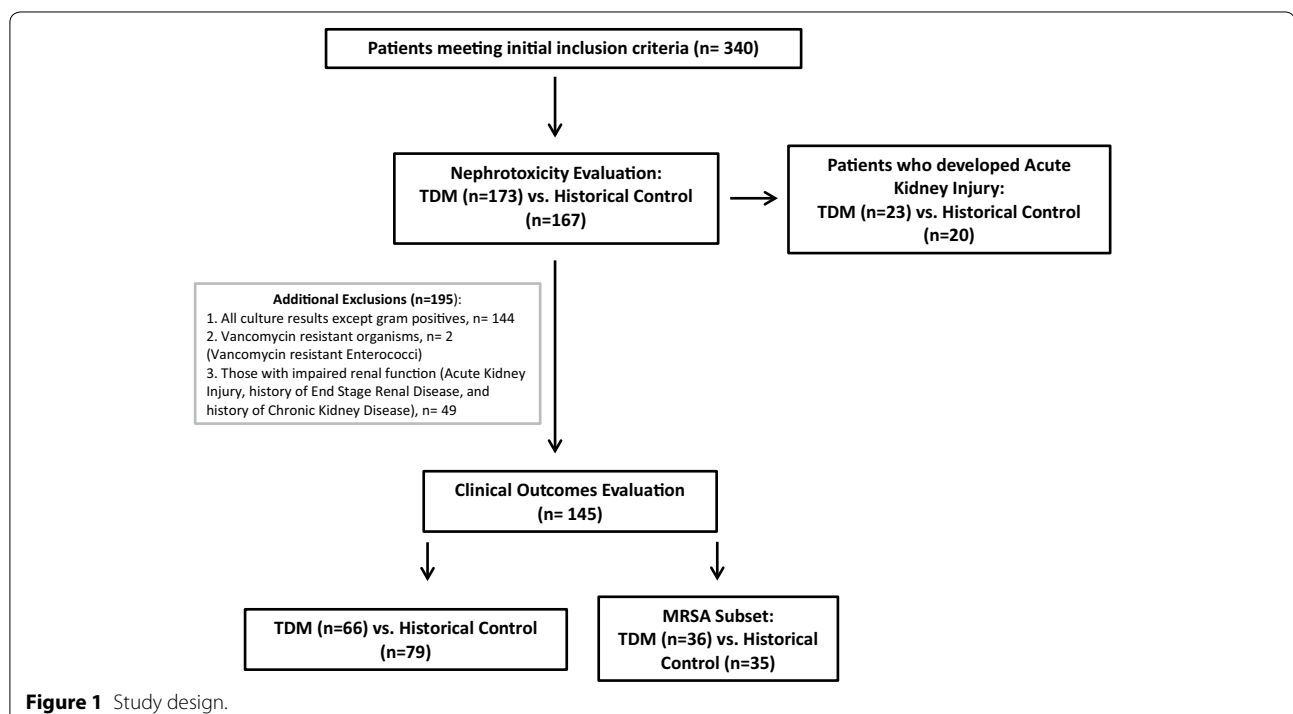 Patients meeting initial inclusion criteria (n= 340)
Nephrotoxicity Evaluation:
TDM (n=173) vs. Historical Control
(n=167)
Patients who developed Acute
Kidney Injury:
TDM (n=23) vs. Historical Control
(n=20)
Additional Exclusions (n=195):
1. All culture results except gram positives, n= 144
2. Vancomycin resistant organisms, n= 2
(Vancomycin resistant Enterococci)
3. Those with impaired renal function (Acute Kidney
Injury, history of End Stage Renal Disease, and
history of Chronic Kidney Disease), n= 49
Clinical Outcomes Evaluation
(n= 145)
TDM (n=66) vs. Historical Control
(n=79)
MRSA Subset:
TDM (n=36) vs. Historical
Control (n=35)
Figure 1 Study design.